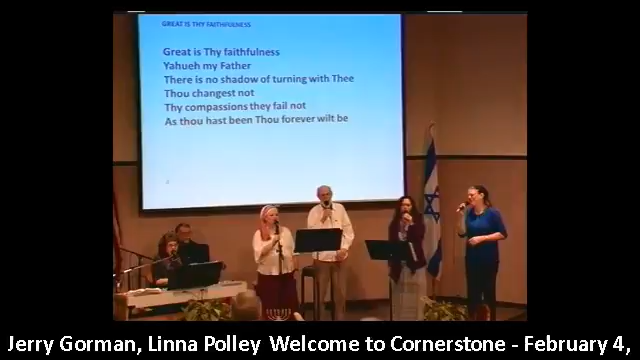 GREAT IS THY FAITHFULNESS
Great is Thy faithfulness
Yahueh my Father
There is no shadow of turning with Thee
Thou changest not
Thy compassions they fail not
As thou hast been Thou forever wilt be
Jerry Gorman, Linna Polley Welcome to Cornerstone - February 4,